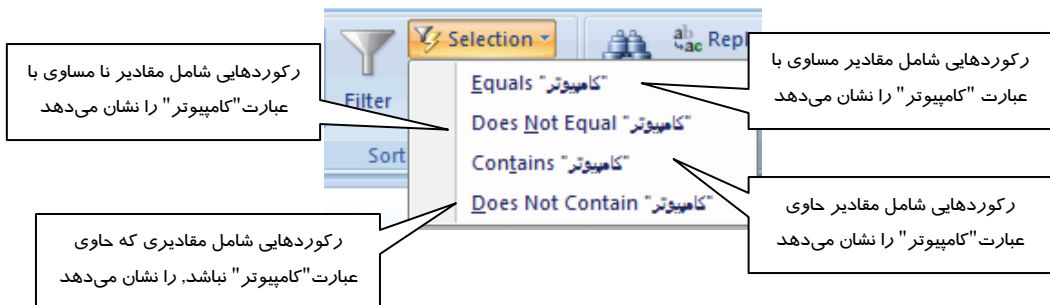 Selection
ab
ac Repl
Filter
Sort
Equals "کامپیوتر"
Does Not Equal "کامپیوتر"
Contains "کامپیوتر"
Does Not Contain "کامپیوتر"
رکوردهایی شامل مقادیر مساوی با
عبارت "کامپیوتر" را نشان می‌دهد
رکوردهایی شامل مقادیر نا مساوی با
عبارت"کامپیوتر" را نشان می‌دهد
رکوردهایی شامل مقادیر حاوی
عبارت"کامپیوتر" را نشان می‌دهد
رکوردهایی شامل مقادیری که حاوی
عبارت"کامپیوتر" نباشد, را نشان می‌دهد